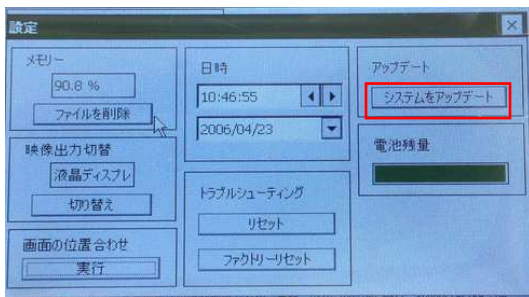 設定
メモリー
90.8 %
ファイルを削除
映像出力切替
液晶ディスプレ
切り替え
画面の位置合わせ
実行
日時
10:46:55
2006/04/23
トラブルシューティング
リセット
ファクトリーリセット
アップデート
システムをアップデート
電池残量